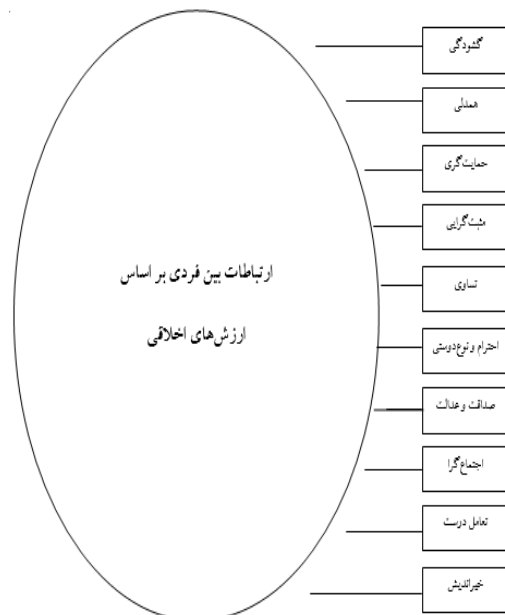 گشودگی
همدلی
حمایت‌گری
مثبت‌گرایی
ارتباطات بین فردی بر اساس
ارزش‌های اخلاقی
تساوی
احترام و نوع‌دوستی
صداقت و عدالت
اجتماع‌گرا
تعامل درست
خیراندیش